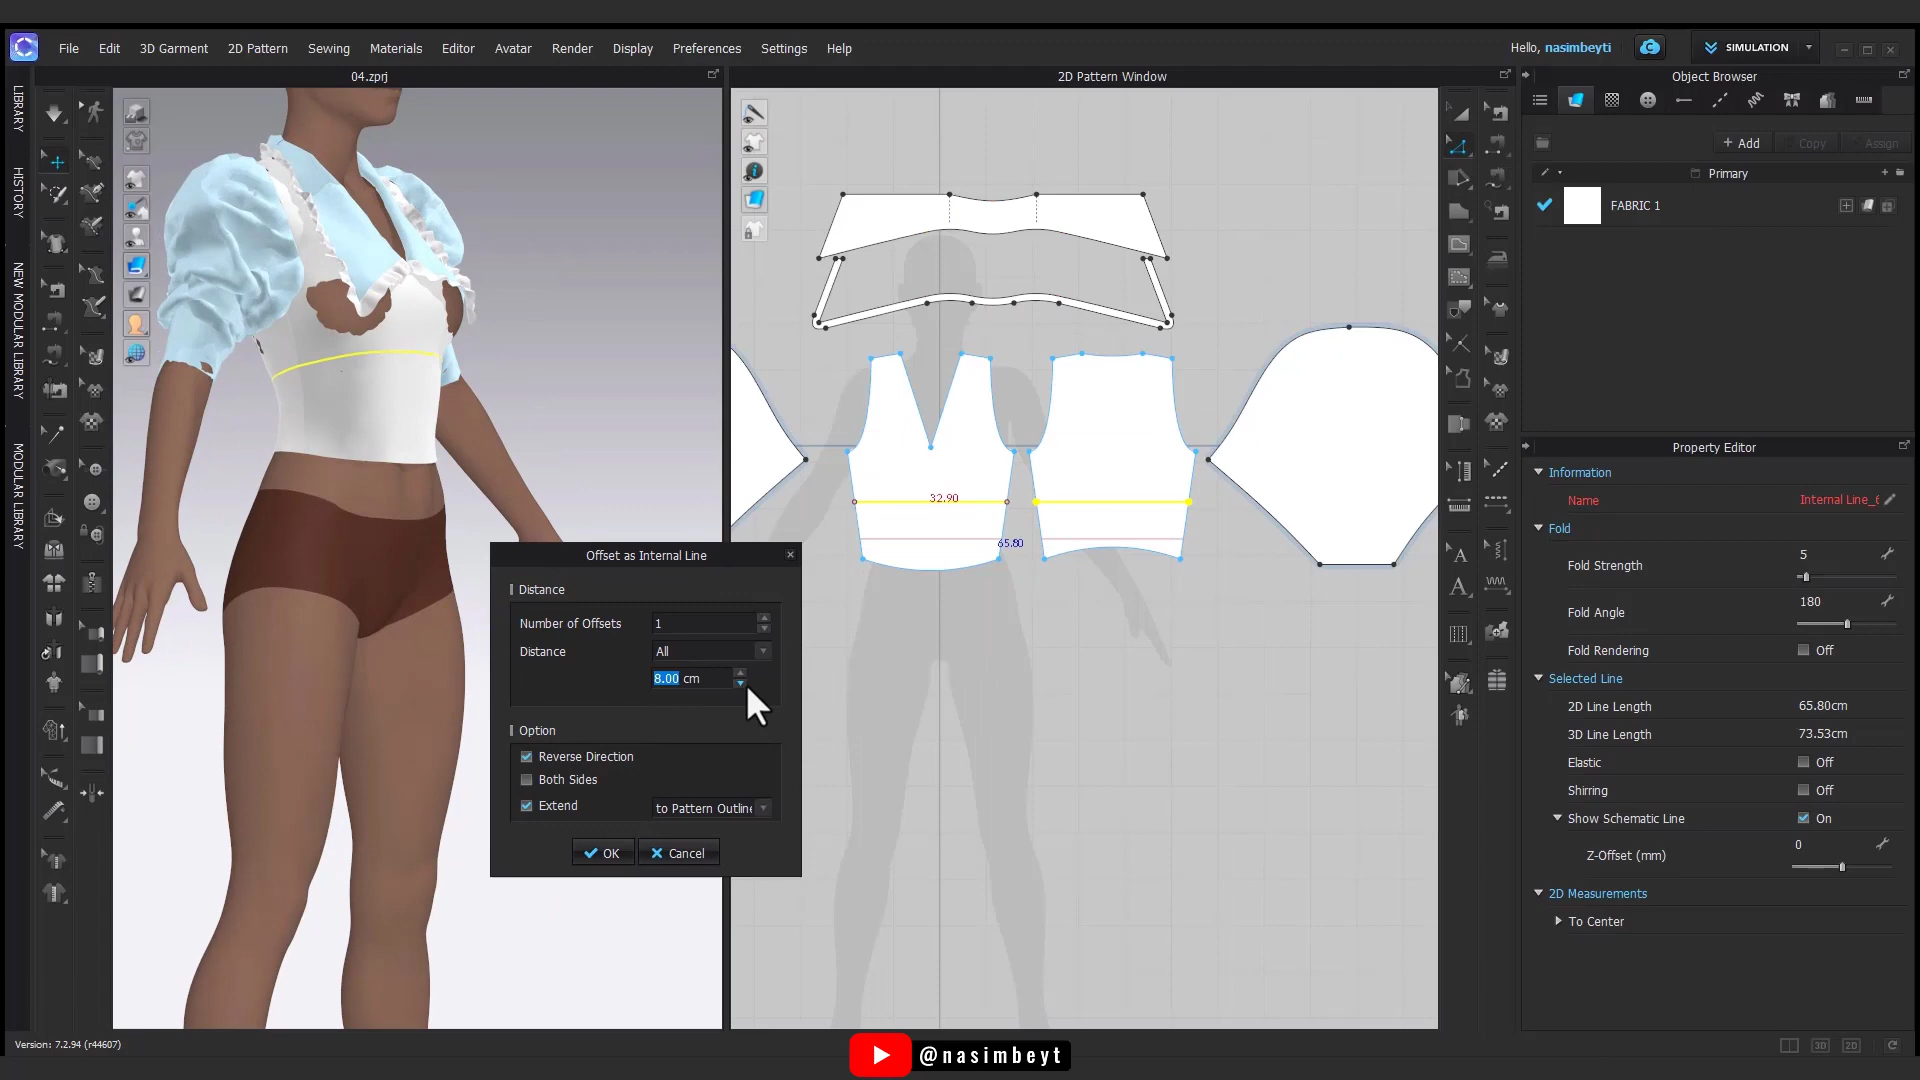 File Edit 3D Garment 2D Pattern Sewing Materials Editor Avatar Render Display Preferences Settings Help
Hello, nasimbeyti
SIMULATION
04.zprj
2D Pattern Window
Object Browser
LIBRARY
HISTORY
NEW MODULAR LIBRARY
MODULAR LIBRARY
+ Add
Copy
Assign
Primary
FABRIC 1
32.90
65.80
Offset as Internal Line
Distance
Number of Offsets 1
Distance All
8.00 cm
Option
Reverse Direction
Both Sides
Extend to Pattern Outline
OK
Cancel
Property Editor
Information
Name Internal Line_6
Fold
Fold Strength 5
Fold Angle 180
Fold Rendering Off
Selected Line
2D Line Length 65.80cm
3D Line Length 73.53cm
Elastic Off
Shirring Off
Show Schematic Line On
Z-Offset (mm) 0
2D Measurements
To Center
Version: 7.2.94 (r44607)
3D
2D
@nasimbeyt